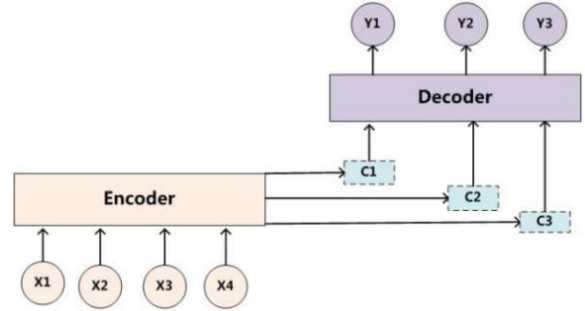 Y1 Y2 Y3
Decoder
C1
Encoder
C2
C3
X1 X2 X3 X4